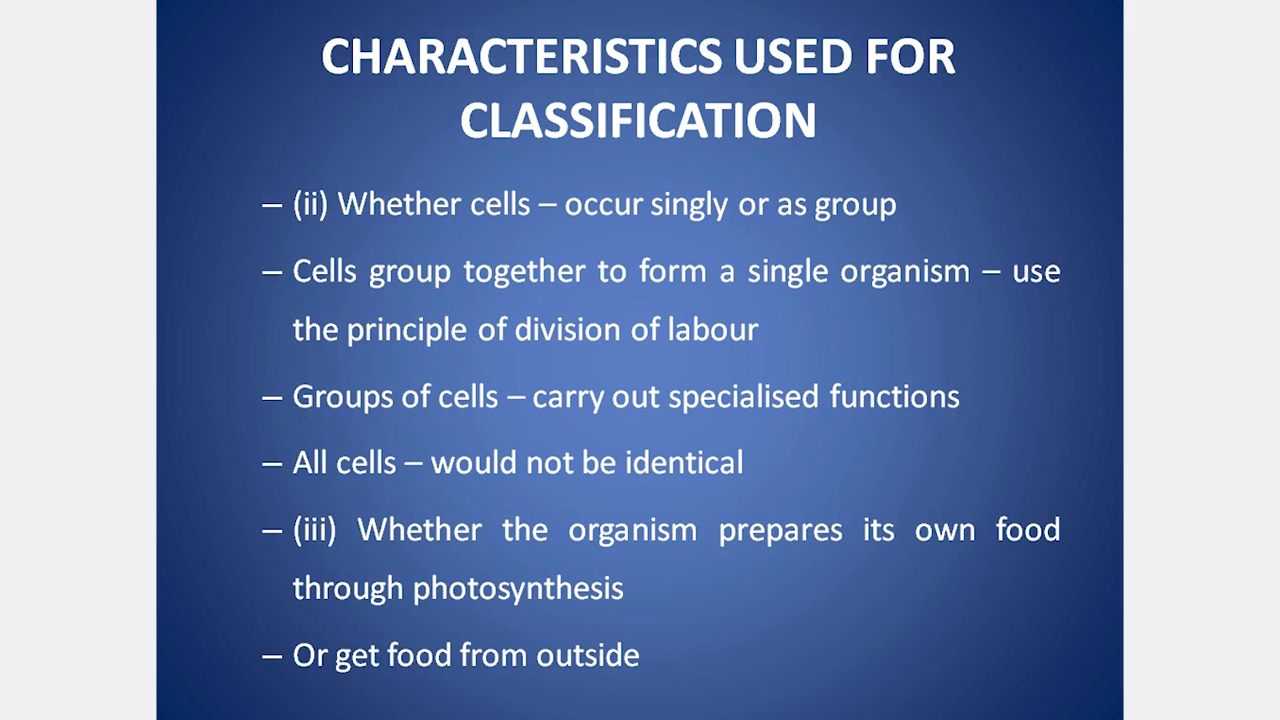 CHARACTERISTICS USED FOR
CLASSIFICATION
– (ii) Whether cells – occur singly or as group
– Cells group together to form a single organism – use
the principle of division of labour
– Groups of cells – carry out specialised functions
– All cells – would not be identical
– (iii) Whether the organism prepares its own food
through photosynthesis
– Or get food from outside